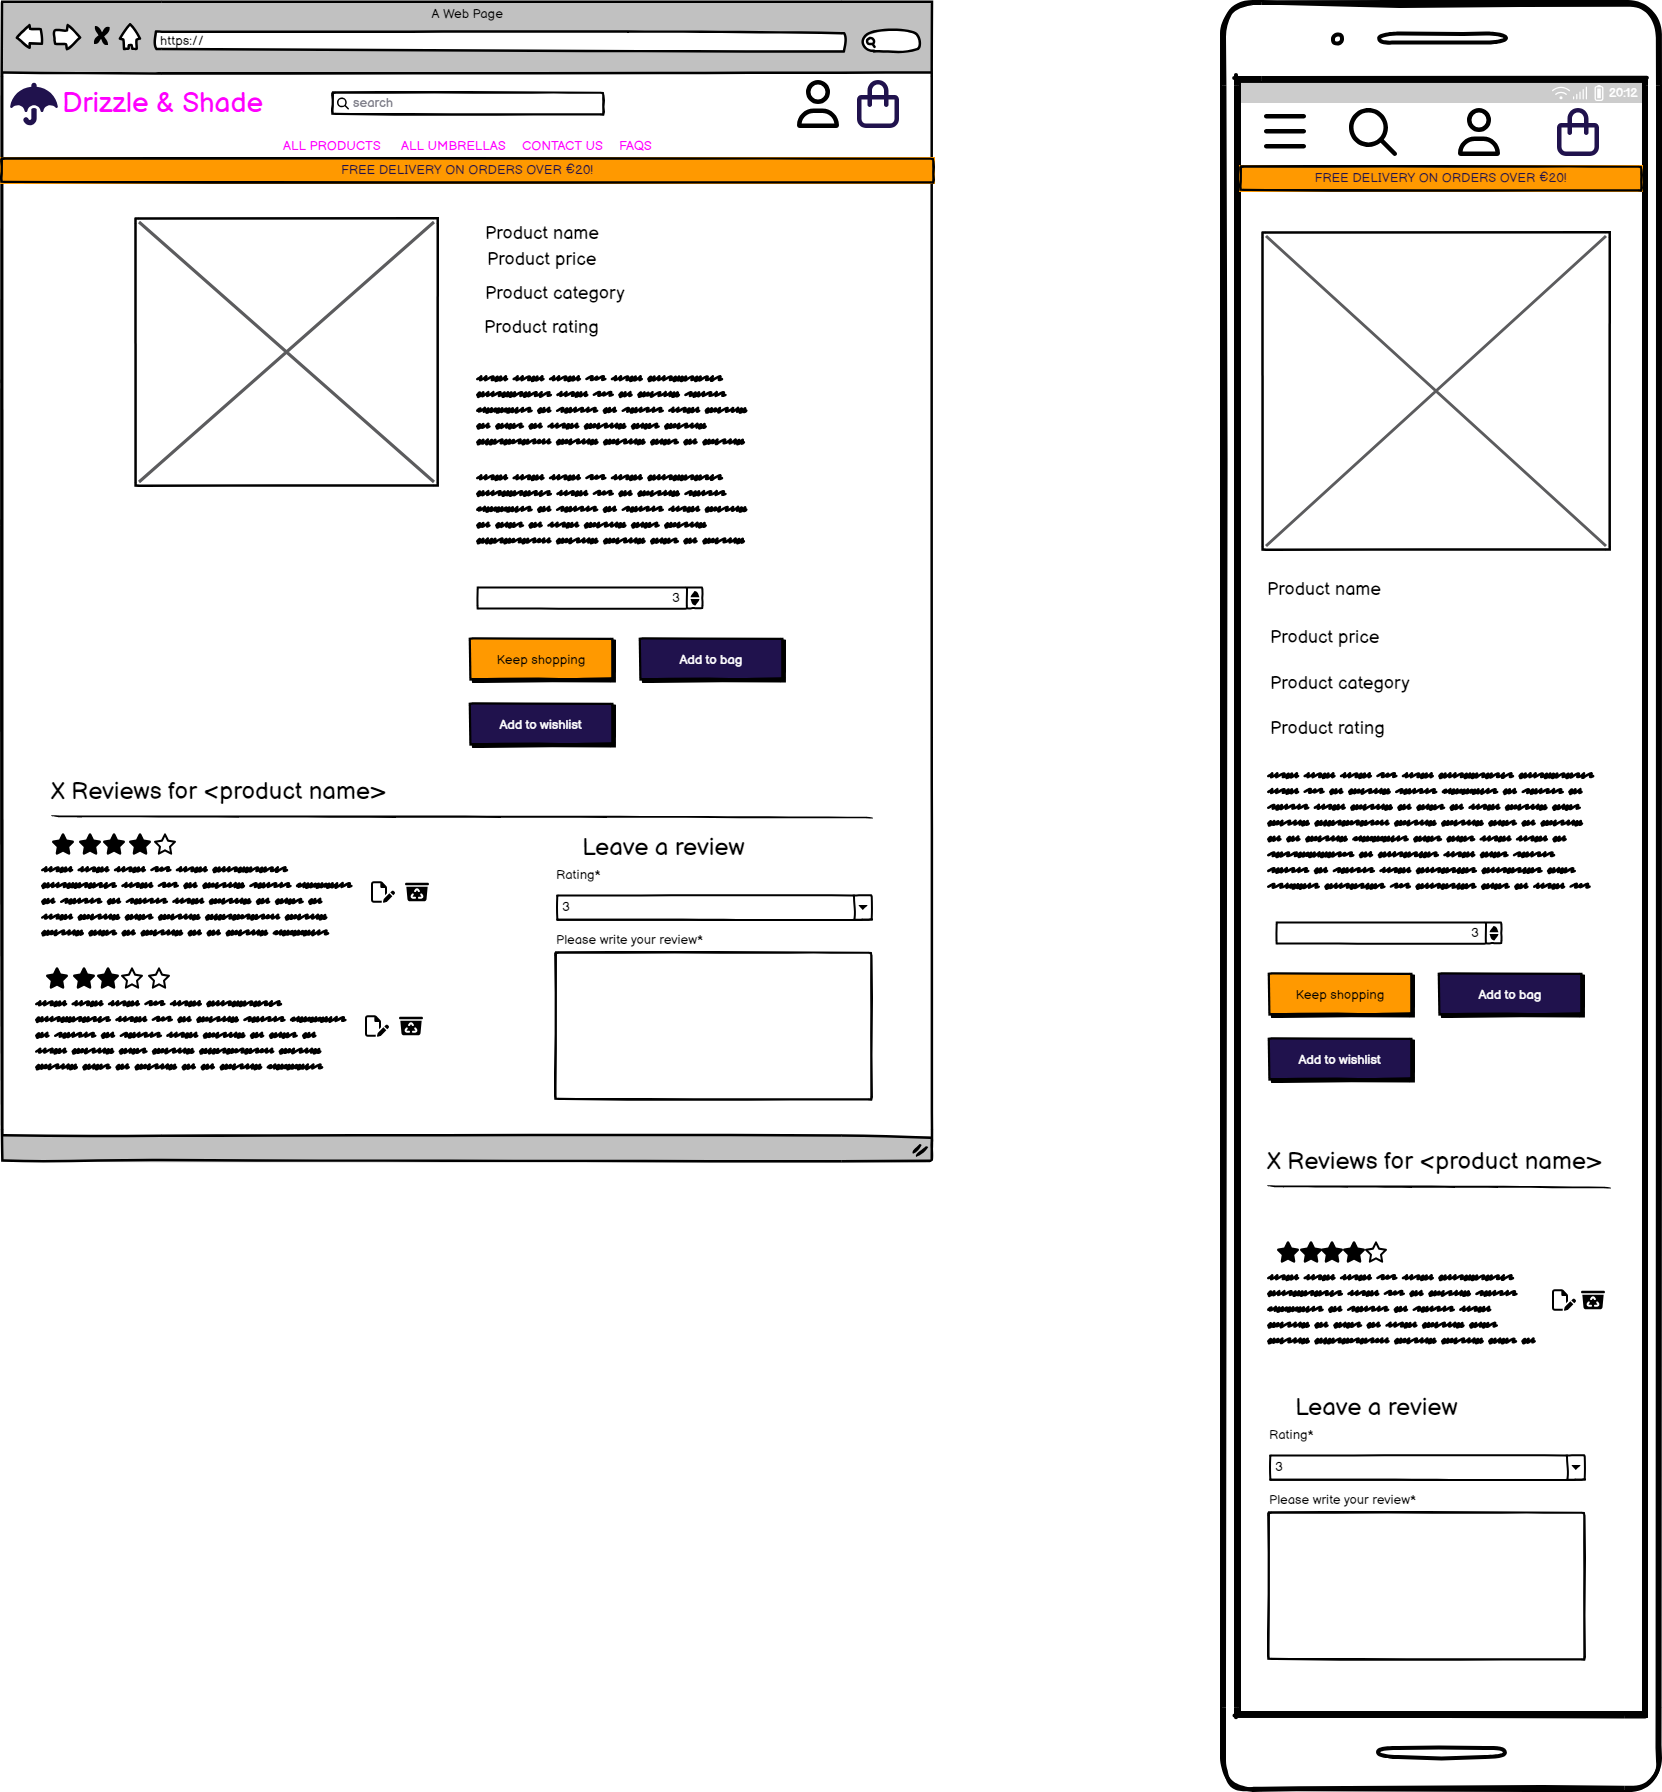 A Web Page
https://
Drizzle & Shade
search
ALL PRODUCTS ALL UMBRELLAS CONTACT US FAQS
FREE DELIVERY ON ORDERS OVER €20!
Product name
Product price
Product category
Product rating
3
Keep shopping Add to bag
Add to wishlist
X Reviews for <product name>
Leave a review
Rating*
3
Please write your review*
20:12
FREE DELIVERY ON ORDERS OVER €20!
Product name
Product price
Product category
Product rating
3
Keep shopping Add to bag
Add to wishlist
X Reviews for <product name>
Leave a review
Rating*
3
Please write your review*